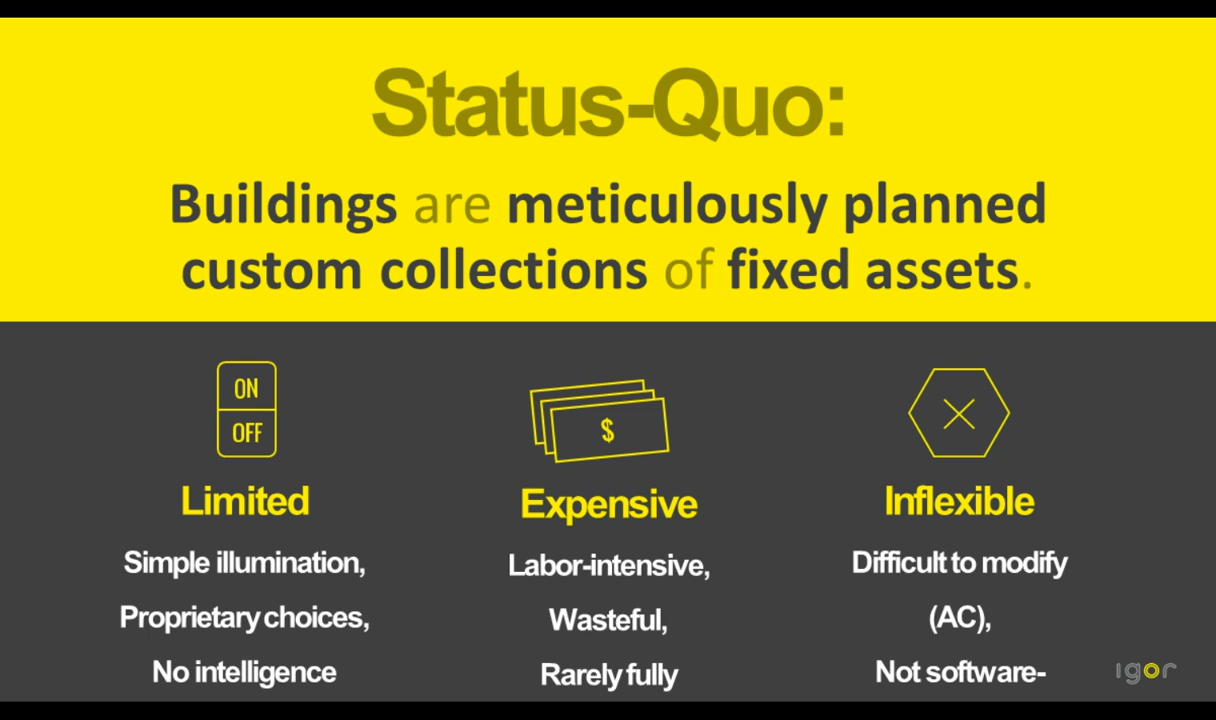 Status-Quo:
Buildings are meticulously planned
custom collections of fixed assets.
ON
OFF
$
Limited
Simple illumination,
Proprietary choices,
No intelligence
Expensive
Labor-intensive,
Wasteful,
Rarely fully
Inflexible
Difficult to modify
(AC),
Not software-
igor